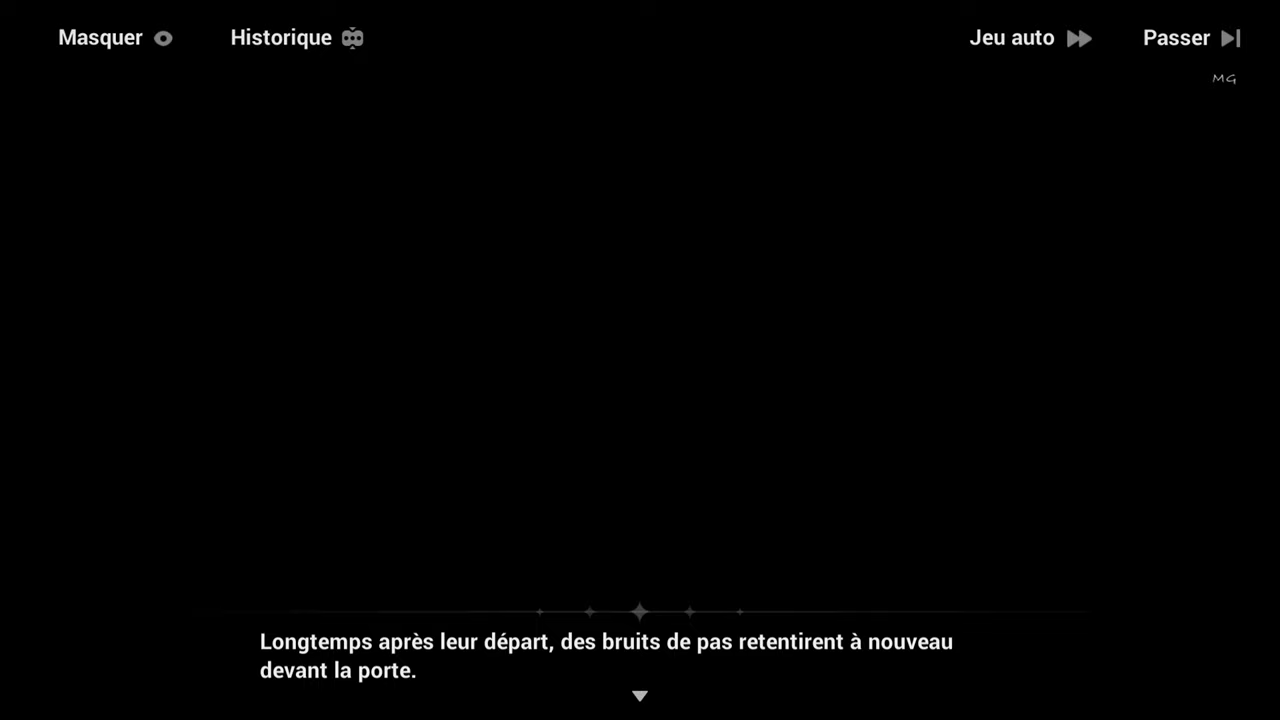 Masquer
Historique
Jeu auto
Passer
MG
Longtemps après leur départ, des bruits de pas retentirent à nouveau
devant la porte.